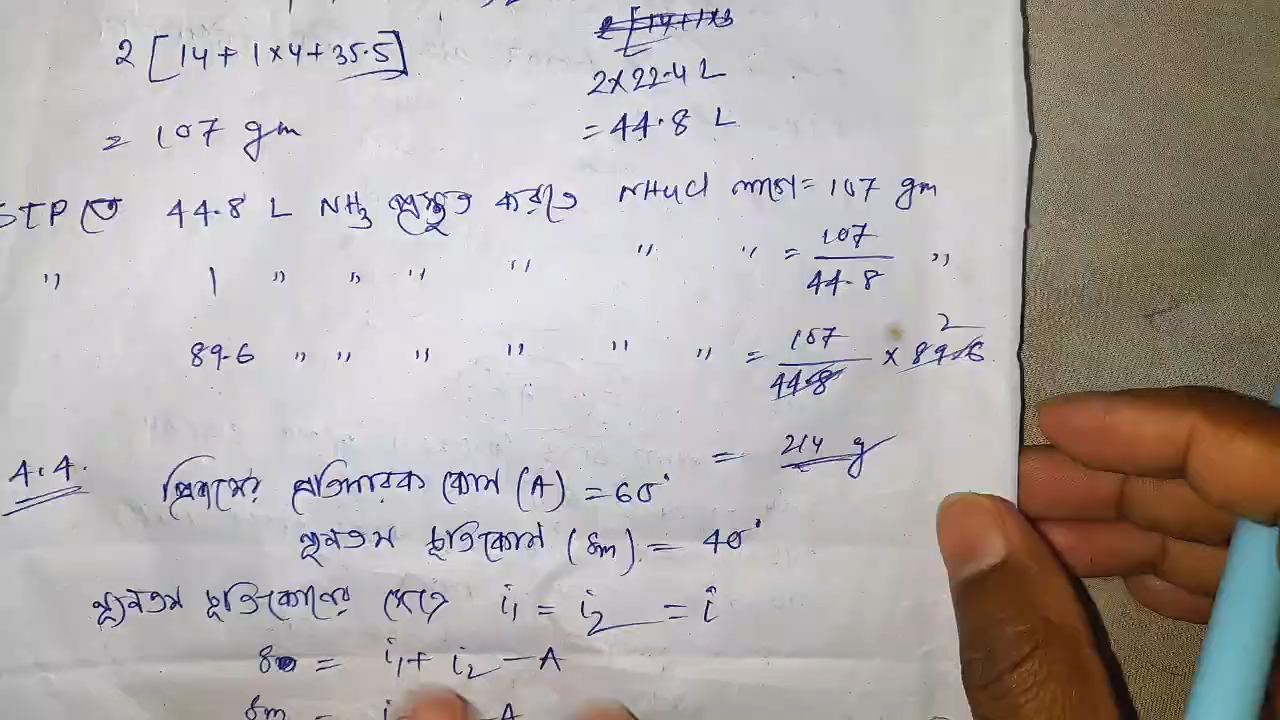 2 [14 + 1×4 + 35.5]
= 107 gm
2×22.4 L
= 44.8 L
STP তে 44.8 L NH3 প্রস্তুত করতে NH4Cl লাগে = 107 gm
" 1 " " " " " " = 107/44.8 "
89.6 " " " " " " = 107/44.8 × 89.6 2
= 214 g
4.4. প্রিজমের প্রতিসারক কোণ (A) = 60°
ন্যূনতম চ্যুতিকোণ (δm) = 40°
ন্যূনতম চ্যুতিকোণের ক্ষেত্রে i1 = i2 = i
δ = i1 + i2 – A
δm = – A